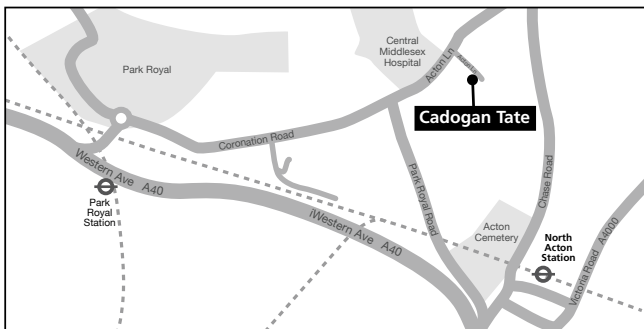 Park Royal
Central
Middlesex
Hospital
Acton Ln
Cadogan Tate
Coronation Road
Western Ave A40
Park
Royal
Station
Park Royal Road
Chase Road
IWestern Ave A40
Acton
Cemetery
North
Acton
Station
Victoria Road A4000